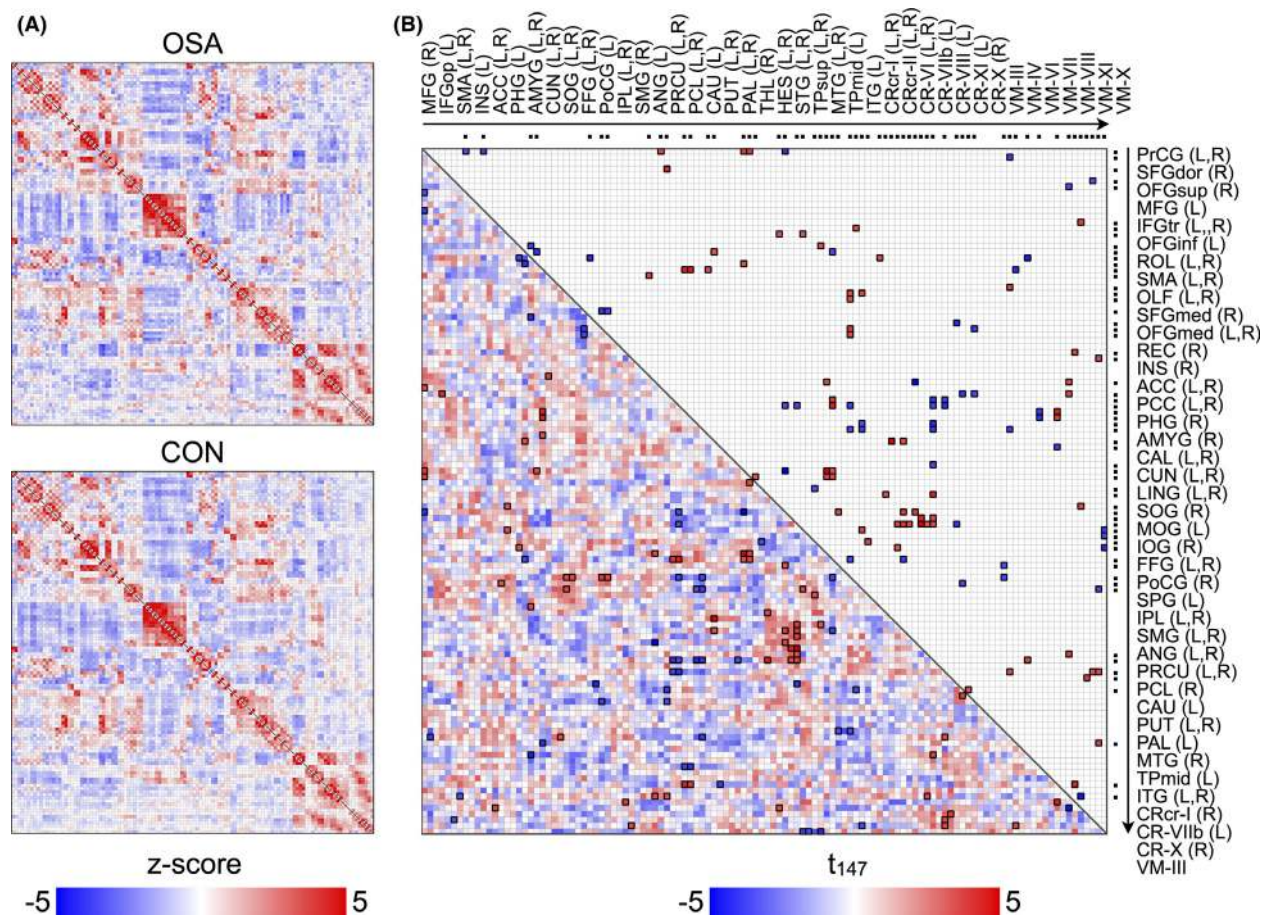 (A)
OSA
CON
z-score
-5
5
(B)
MFG (R)
IFGop (L)
SMA (L,R)
INS (L)
ACC (L,R)
PHG (L)
AMYG (L,R)
CUN (L,R)
SOG (L,R)
FFG (L,R)
PoCG (L)
IPL (L,R)
SMG (R)
ANG (L)
PRCU (L,R)
PCL (L,R)
CAU (L)
PUT (L,R)
PAL (L,R)
THL (R)
HES (L,R)
STG (L,R)
TPsup (L,R)
MTG (L,R)
TPmid (L)
ITG (L)
CRcr-I (L,R)
CRcr-II (L,R)
CR-VI (L,R)
CR-VIIb (L)
CR-VIII (L)
CR-XI (L)
CR-X (R)
VM-III
VM-IV
VM-VI
VM-VII
VM-VIII
VM-XI
VM-X
PrCG (L,R)
SFGdor (R)
OFGsup (R)
MFG (L)
IFGtr (L,,R)
OFGinf (L)
ROL (L,R)
SMA (L,R)
OLF (L,R)
SFGmed (R)
OFGmed (L,R)
REC (R)
INS (R)
ACC (L,R)
PCC (L,R)
PHG (R)
AMYG (R)
CAL (L,R)
CUN (L,R)
LING (L,R)
SOG (R)
MOG (L)
IOG (R)
FFG (L,R)
PoCG (R)
SPG (L)
IPL (L,R)
SMG (L,R)
ANG (L,R)
PRCU (L,R)
PCL (R)
CAU (L)
PUT (L,R)
PAL (L)
MTG (R)
TPmid (L)
ITG (L,R)
CRcr-I (R)
CR-VIIb (L)
CR-X (R)
VM-III
t147
-5
5